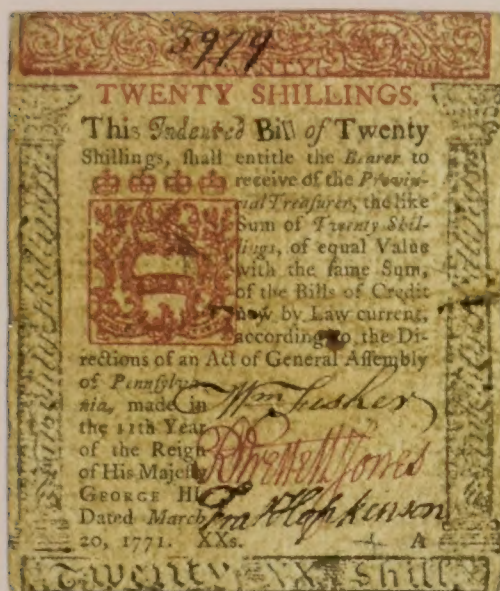 5979
TWENTY
TWENTY SHILLINGS.
This Indented Bill of Twenty
Shillings, ſhall entitle the Bearer to
receive of the Provin-
cial Treaſurer, the like
Sum of Twenty Shil-
lings, of equal Value
with the ſame Sum,
of the Bills of Credit
now by Law current,
according to the Di-
rections of an Act of General Aſſembly
of Pennſylva-
nia, made in
the 11th Year
of the Reign
of His Majeſty
GEORGE III.
Dated March
20, 1771. XXs. A
Wm Fisher
Fra Hopkinson
Twenty XX Shill.